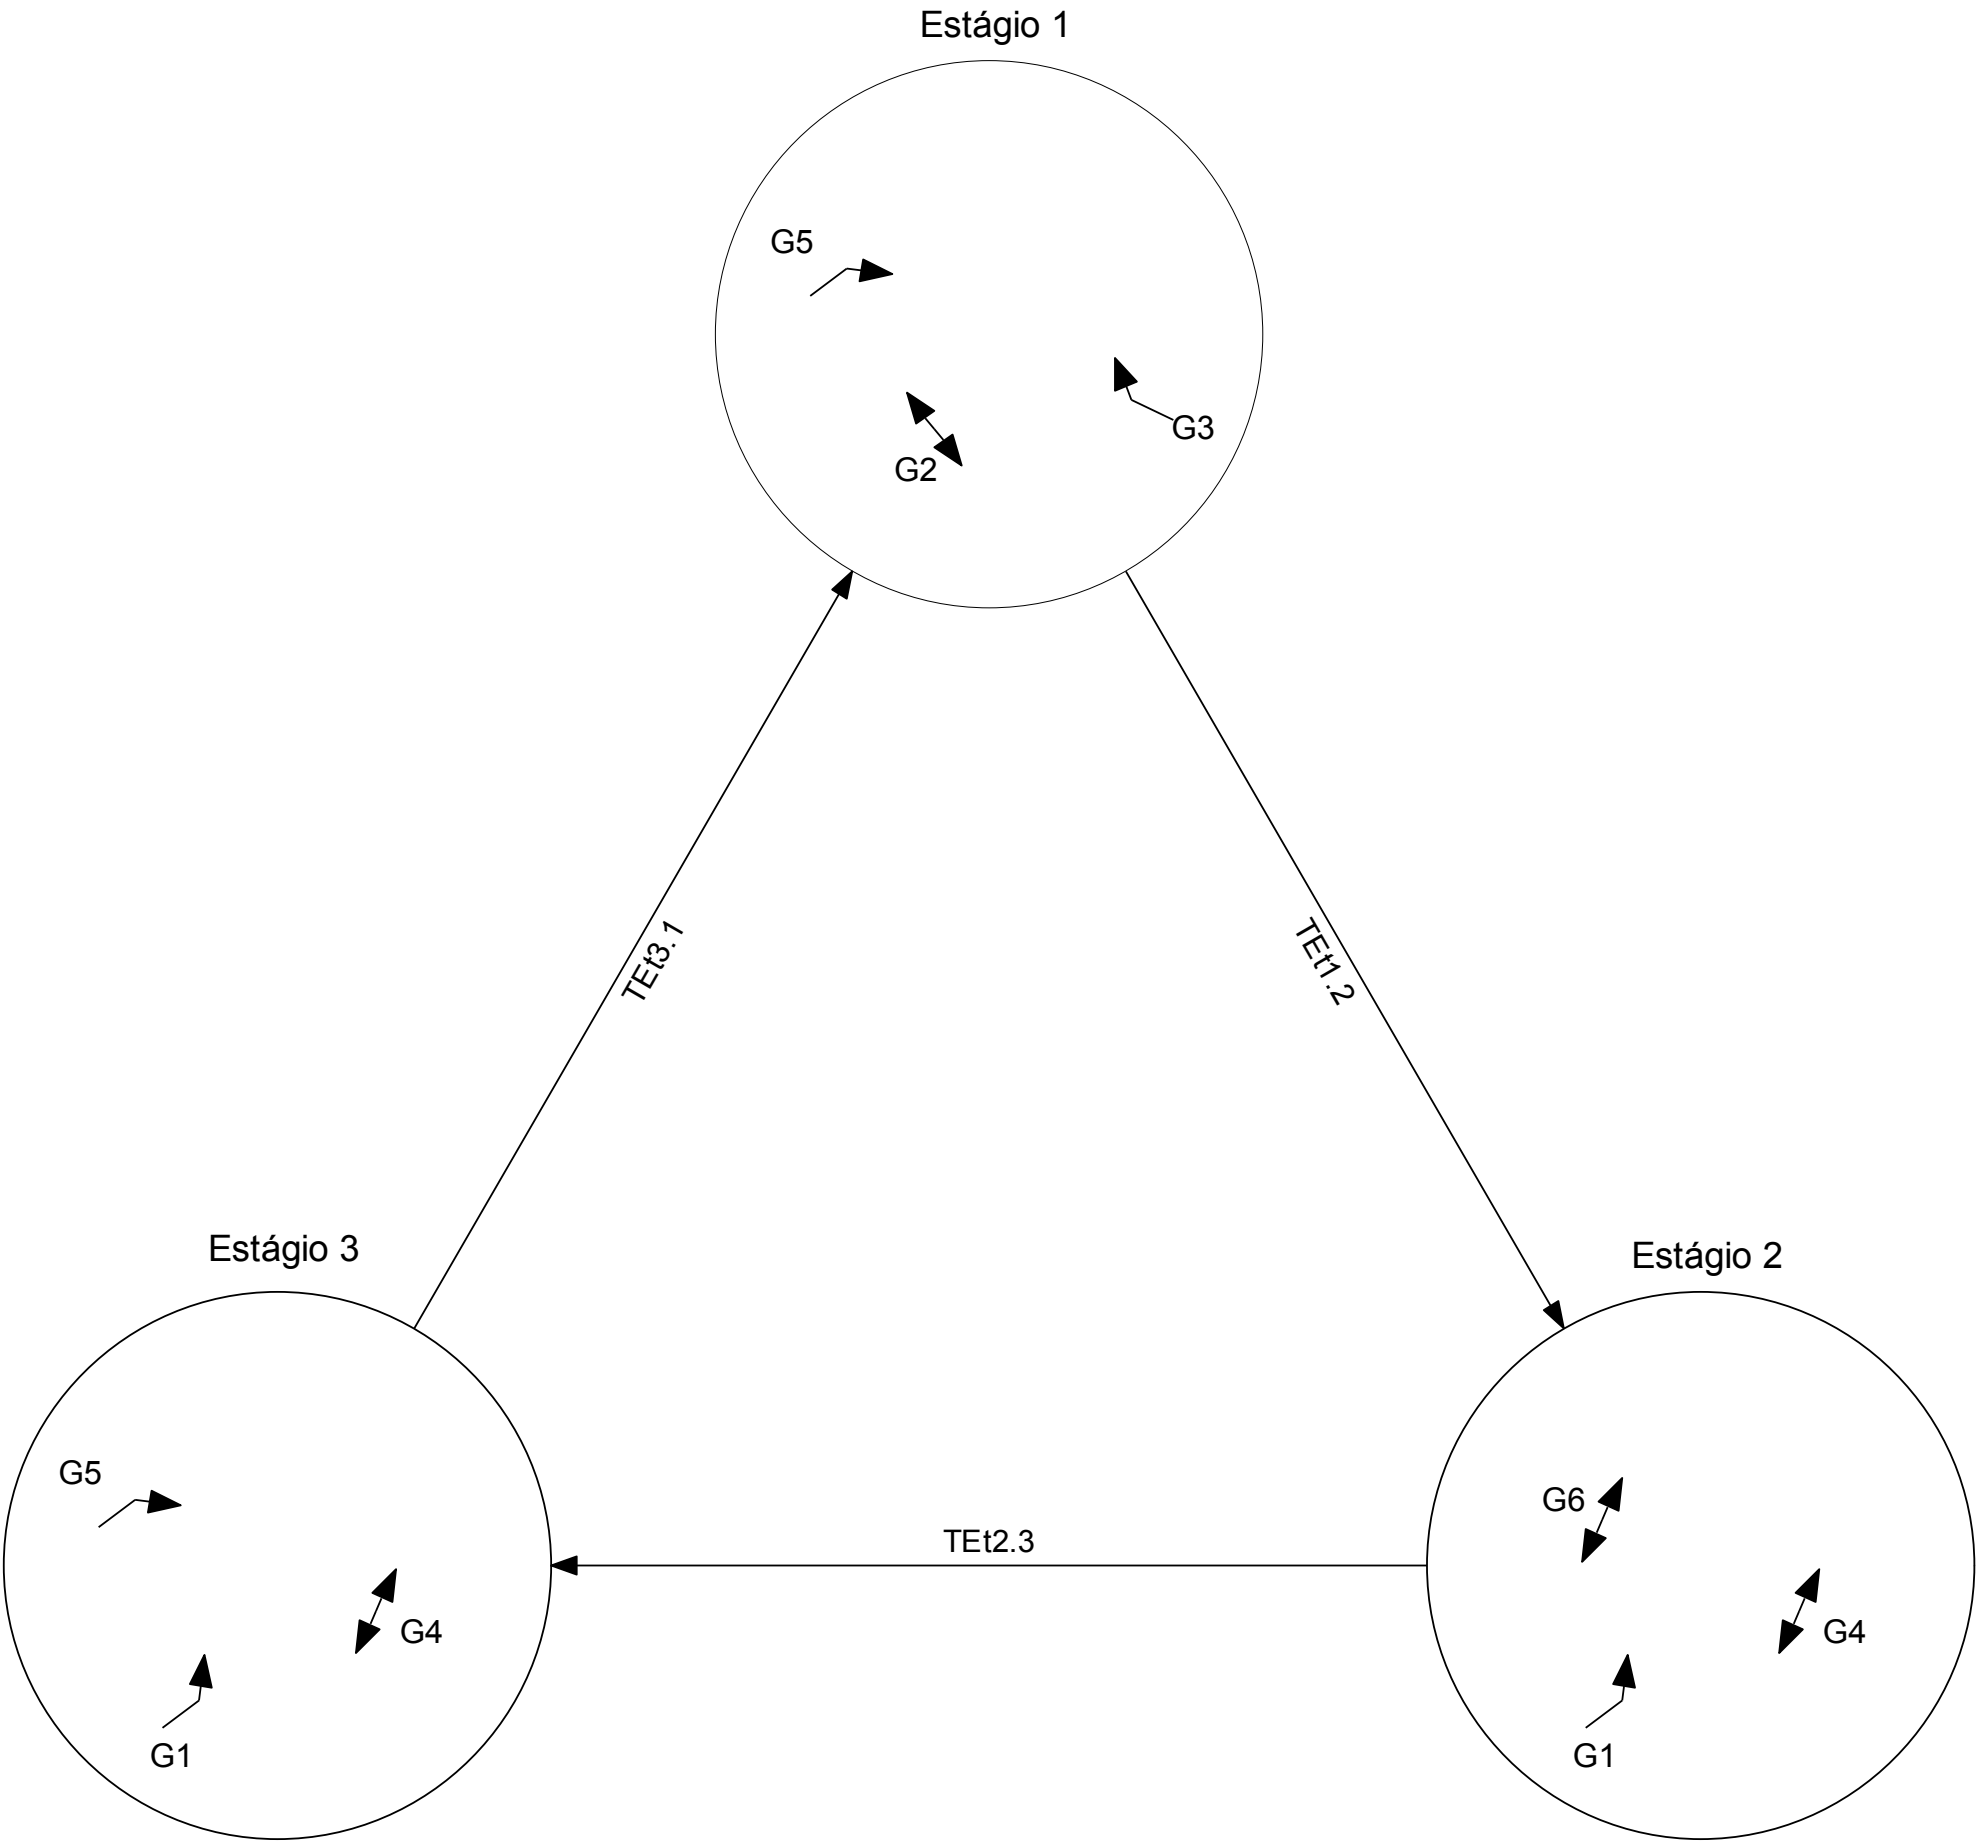 Estágio 1
G5
G3
G2
TEt3.1
TEt1.2
Estágio 3
Estágio 2
G5
G6
TEt2.3
G4
G4
G1
G1